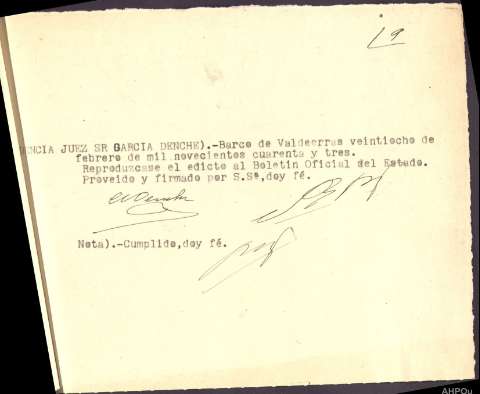 19
ENCIA JUEZ SR GARCIA DENCHE).-Barco de Valdeorras veintiocho de
febrero de mil novecientos cuarenta y tres.
Reproduzcase el edicto al Boletin Oficial del Estado.
Proveido y firmado por S.Sª,doy fé.
Nota).-Cumplido,doy fé.
AHPOu